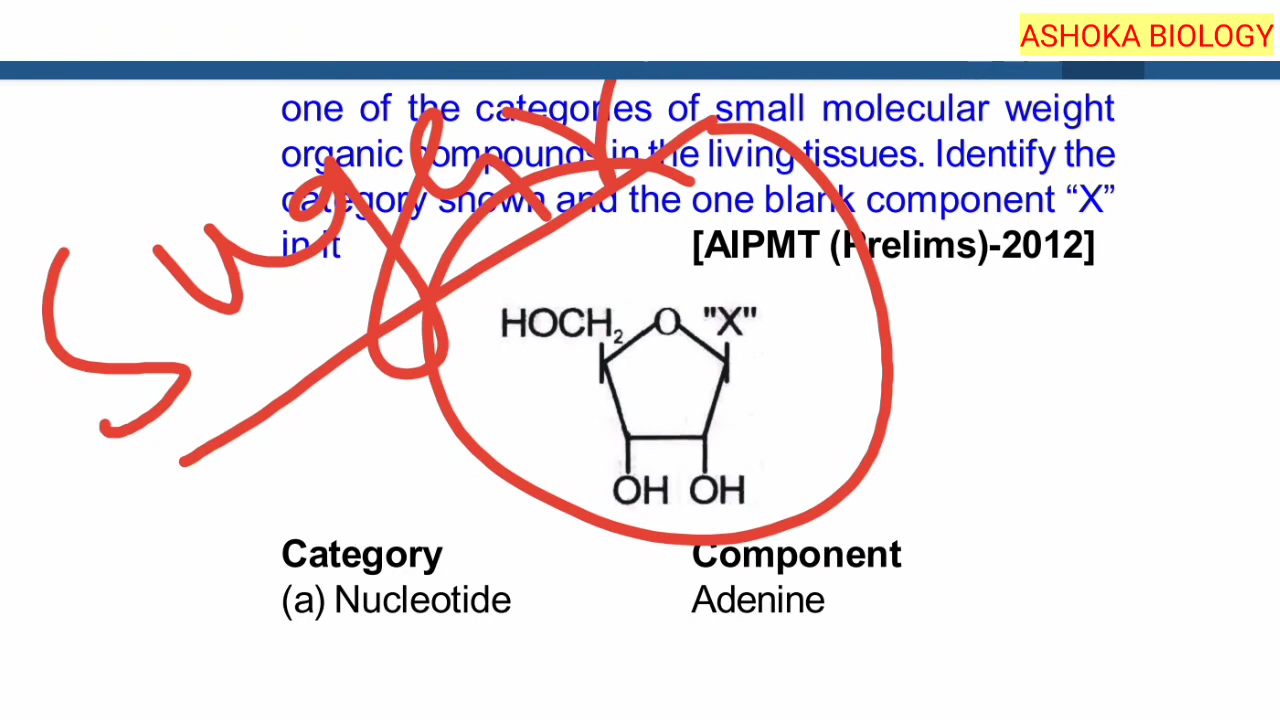 ASHOKA BIOLOGY
one of the categories of small molecular weight
organic compounds in the living tissues. Identify the
category shown and the one blank component “X”
in it [AIPMT (Prelims)-2012]
HOCH2 O "X"
OH OH
Category Component
(a) Nucleotide Adenine
Sugar